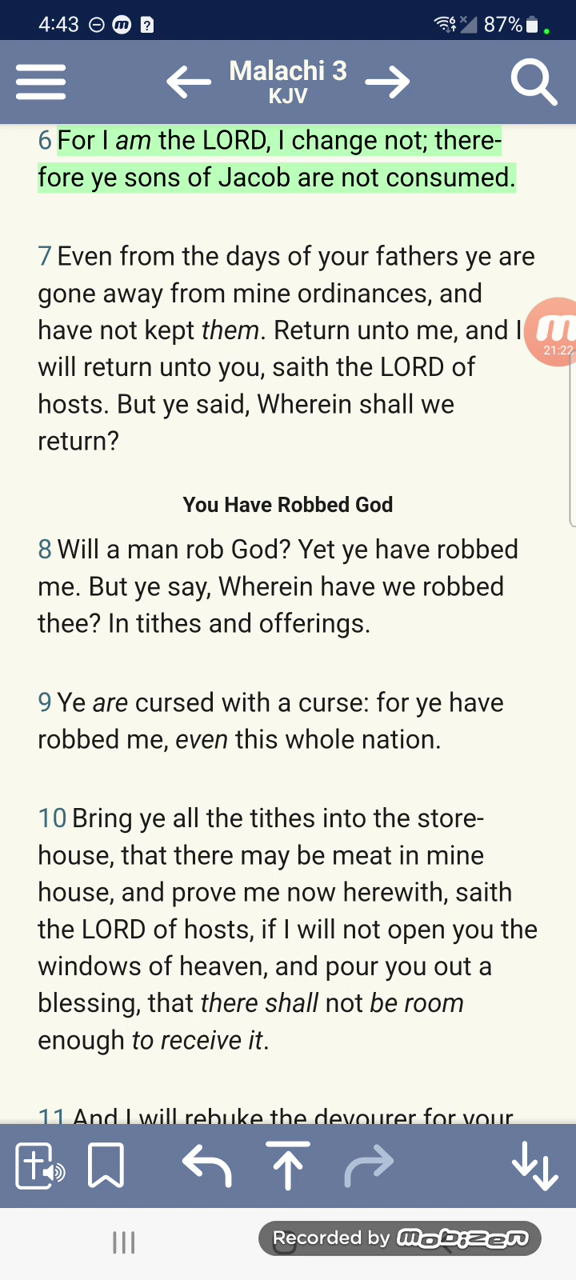 4:43 m ? 6 87%
Malachi 3
KJV
6 For I am the LORD, I change not; there-
fore ye sons of Jacob are not consumed.
7 Even from the days of your fathers ye are
gone away from mine ordinances, and
have not kept them. Return unto me, and I
will return unto you, saith the LORD of
hosts. But ye said, Wherein shall we
return?
m
21:22
You Have Robbed God
8 Will a man rob God? Yet ye have robbed
me. But ye say, Wherein have we robbed
thee? In tithes and offerings.
9 Ye are cursed with a curse: for ye have
robbed me, even this whole nation.
10 Bring ye all the tithes into the store-
house, that there may be meat in mine
house, and prove me now herewith, saith
the LORD of hosts, if I will not open you the
windows of heaven, and pour you out a
blessing, that there shall not be room
enough to receive it.
11 And I will rebuke the devourer for your
Recorded by mobizen